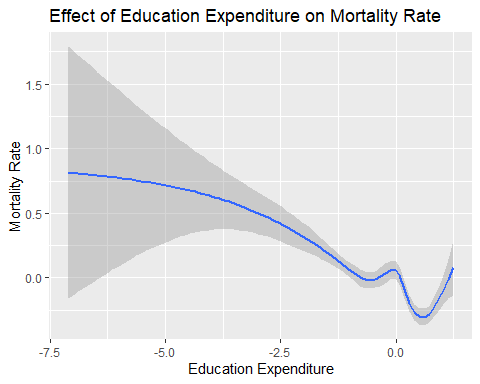 Effect of Education Expenditure on Mortality Rate
1.5
1.0
0.5
0.0
Mortality Rate
-7.5 -5.0 -2.5 0.0
Education Expenditure